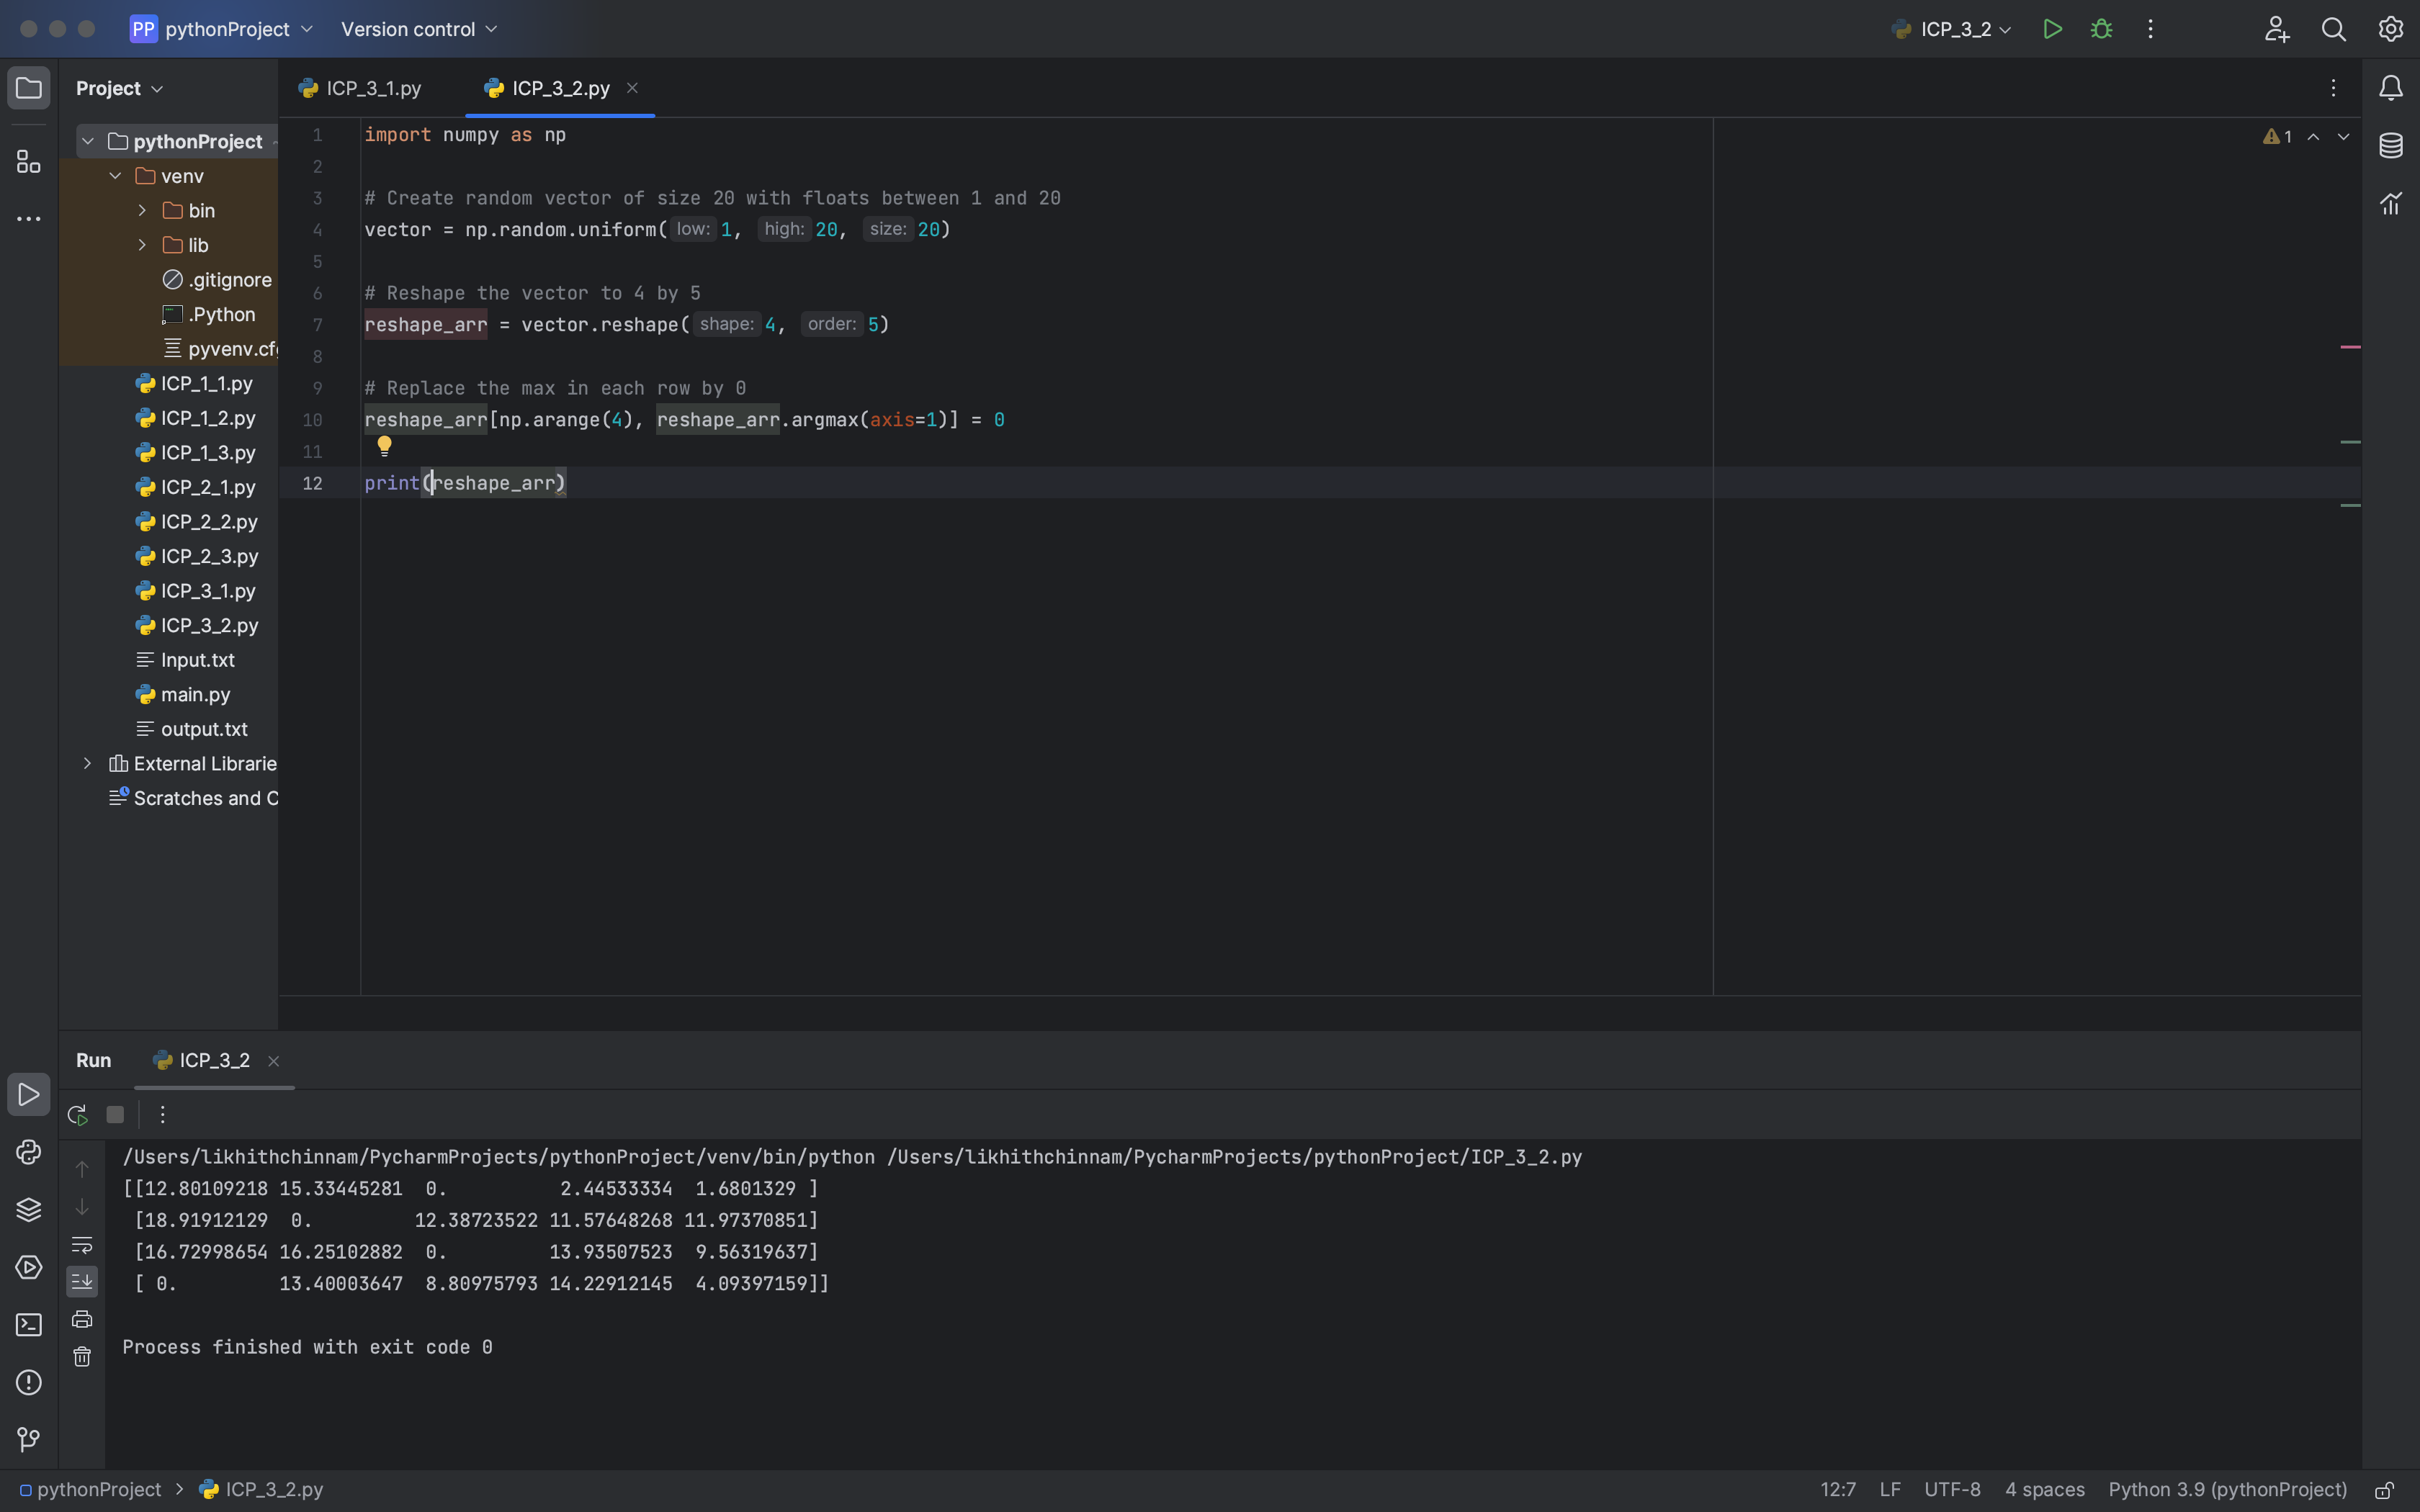 PP pythonProject Version control ICP_3_2
Project
ICP_3_1.py ICP_3_2.py
pythonProject
venv
bin
lib
.gitignore
.Python
pyvenv.cfg
ICP_1_1.py
ICP_1_2.py
ICP_1_3.py
ICP_2_1.py
ICP_2_2.py
ICP_2_3.py
ICP_3_1.py
ICP_3_2.py
Input.txt
main.py
output.txt
External Librarie
Scratches and C
1 import numpy as np
2
3 # Create random vector of size 20 with floats between 1 and 20
4 vector = np.random.uniform( low: 1, high: 20, size: 20)
5
6 # Reshape the vector to 4 by 5
7 reshape_arr = vector.reshape( shape: 4, order: 5)
8
9 # Replace the max in each row by 0
10 reshape_arr[np.arange(4), reshape_arr.argmax(axis=1)] = 0
11
12 print(reshape_arr)
1
Run ICP_3_2
/Users/likhithchinnam/PycharmProjects/pythonProject/venv/bin/python /Users/likhithchinnam/PycharmProjects/pythonProject/ICP_3_2.py
[[12.80109218 15.33445281  0.          2.44533334  1.6801329 ]
 [18.91912129  0.         12.38723522 11.57648268 11.97370851]
 [16.72998654 16.25102882  0.         13.93507523  9.56319637]
 [ 0.         13.40003647  8.80975793 14.22912145  4.09397159]]
Process finished with exit code 0
pythonProject > ICP_3_2.py 12:7 LF UTF-8 4 spaces Python 3.9 (pythonProject)